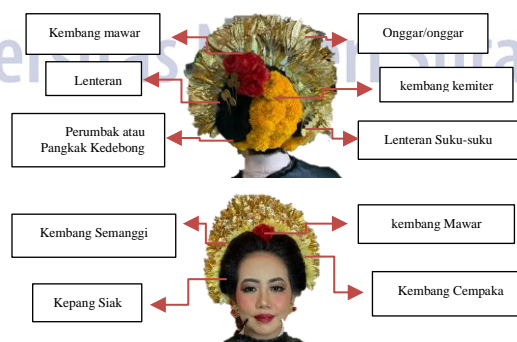 Kembang mawar
Onggar/onggar
Lenteran
kembang kemiter
Perumbak atau
Pangkak Kedebong
Lenteran Suku-suku
Kembang Semanggi
kembang Mawar
Kepang Siak
Kembang Cempaka